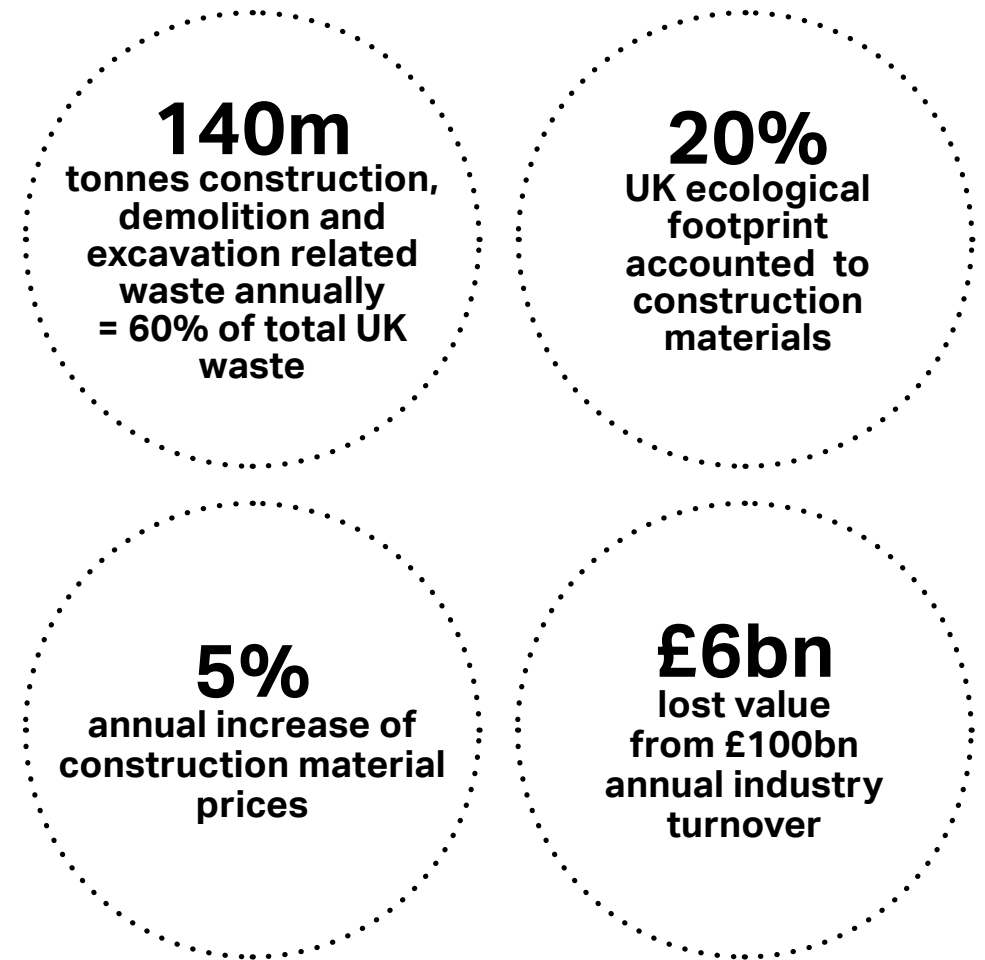 140m
tonnes construction,
demolition and
excavation related
waste annually
= 60% of total UK
waste
20%
UK ecological
footprint
accounted  to
construction
materials
5%
annual increase of
construction material
prices
£6bn
lost value
from £100bn
annual industry
turnover